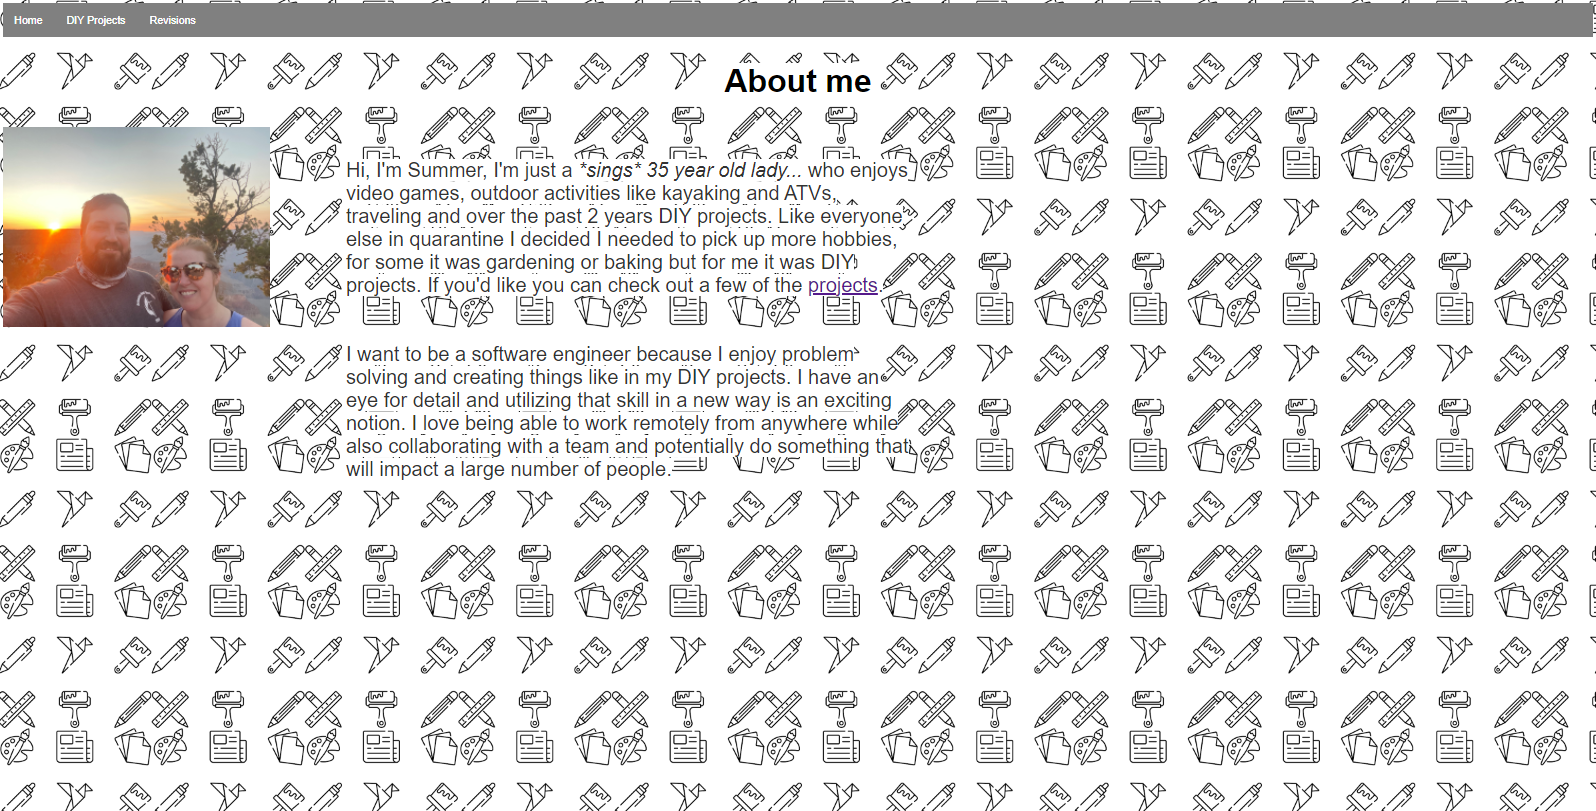 Home DIY Projects Revisions
About me
Hi, I'm Summer, I'm just a *sings* 35 year old lady... who enjoys
video games, outdoor activities like kayaking and ATVs,
traveling and over the past 2 years DIY projects. Like everyone
else in quarantine I decided I needed to pick up more hobbies,
for some it was gardening or baking but for me it was DIY
projects. If you'd like you can check out a few of the projects.
I want to be a software engineer because I enjoy problem
solving and creating things like in my DIY projects. I have an
eye for detail and utilizing that skill in a new way is an exciting
notion. I love being able to work remotely from anywhere while
also collaborating with a team and potentially do something that
will impact a large number of people.